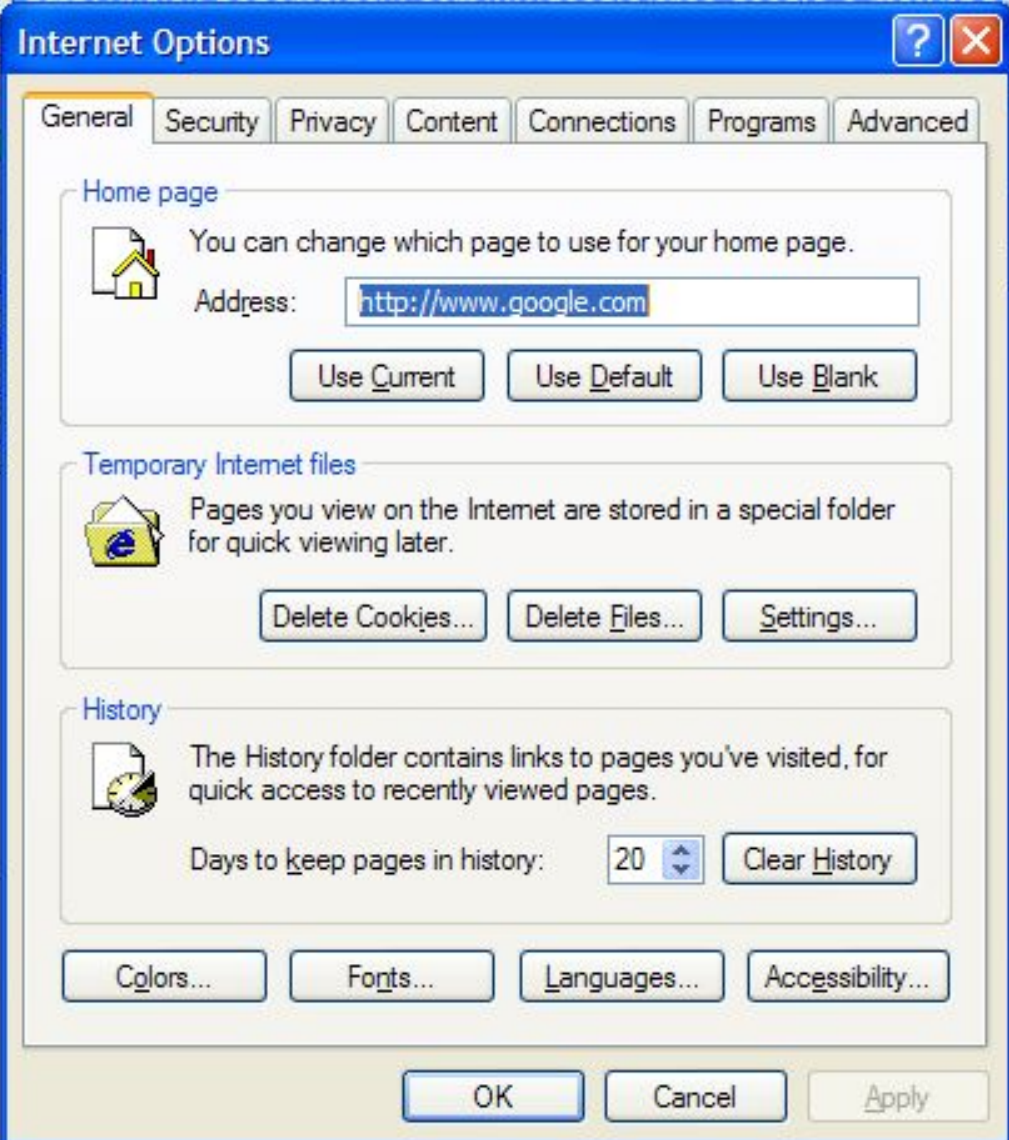 Internet Options
General Security Privacy Content Connections Programs Advanced
Home page
You can change which page to use for your home page.
Address: http://www.google.com
Use Current Use Default Use Blank
Temporary Internet files
Pages you view on the Internet are stored in a special folder
for quick viewing later.
Delete Cookies... Delete Files... Settings...
History
The History folder contains links to pages you've visited, for
quick access to recently viewed pages.
Days to keep pages in history: 20 Clear History
Colors... Fonts... Languages... Accessibility...
OK Cancel Apply